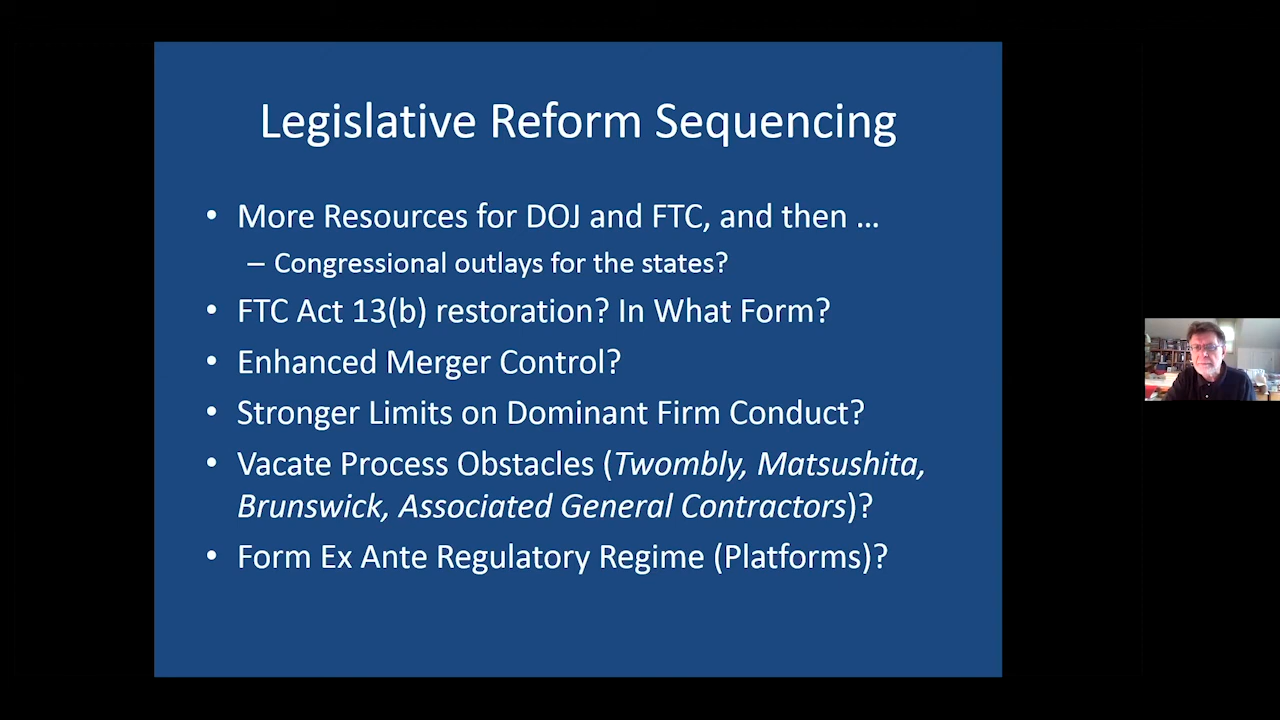 Legislative Reform Sequencing
• More Resources for DOJ and FTC, and then …
– Congressional outlays for the states?
• FTC Act 13(b) restoration? In What Form?
• Enhanced Merger Control?
• Stronger Limits on Dominant Firm Conduct?
• Vacate Process Obstacles (Twombly, Matsushita,
Brunswick, Associated General Contractors)?
• Form Ex Ante Regulatory Regime (Platforms)?